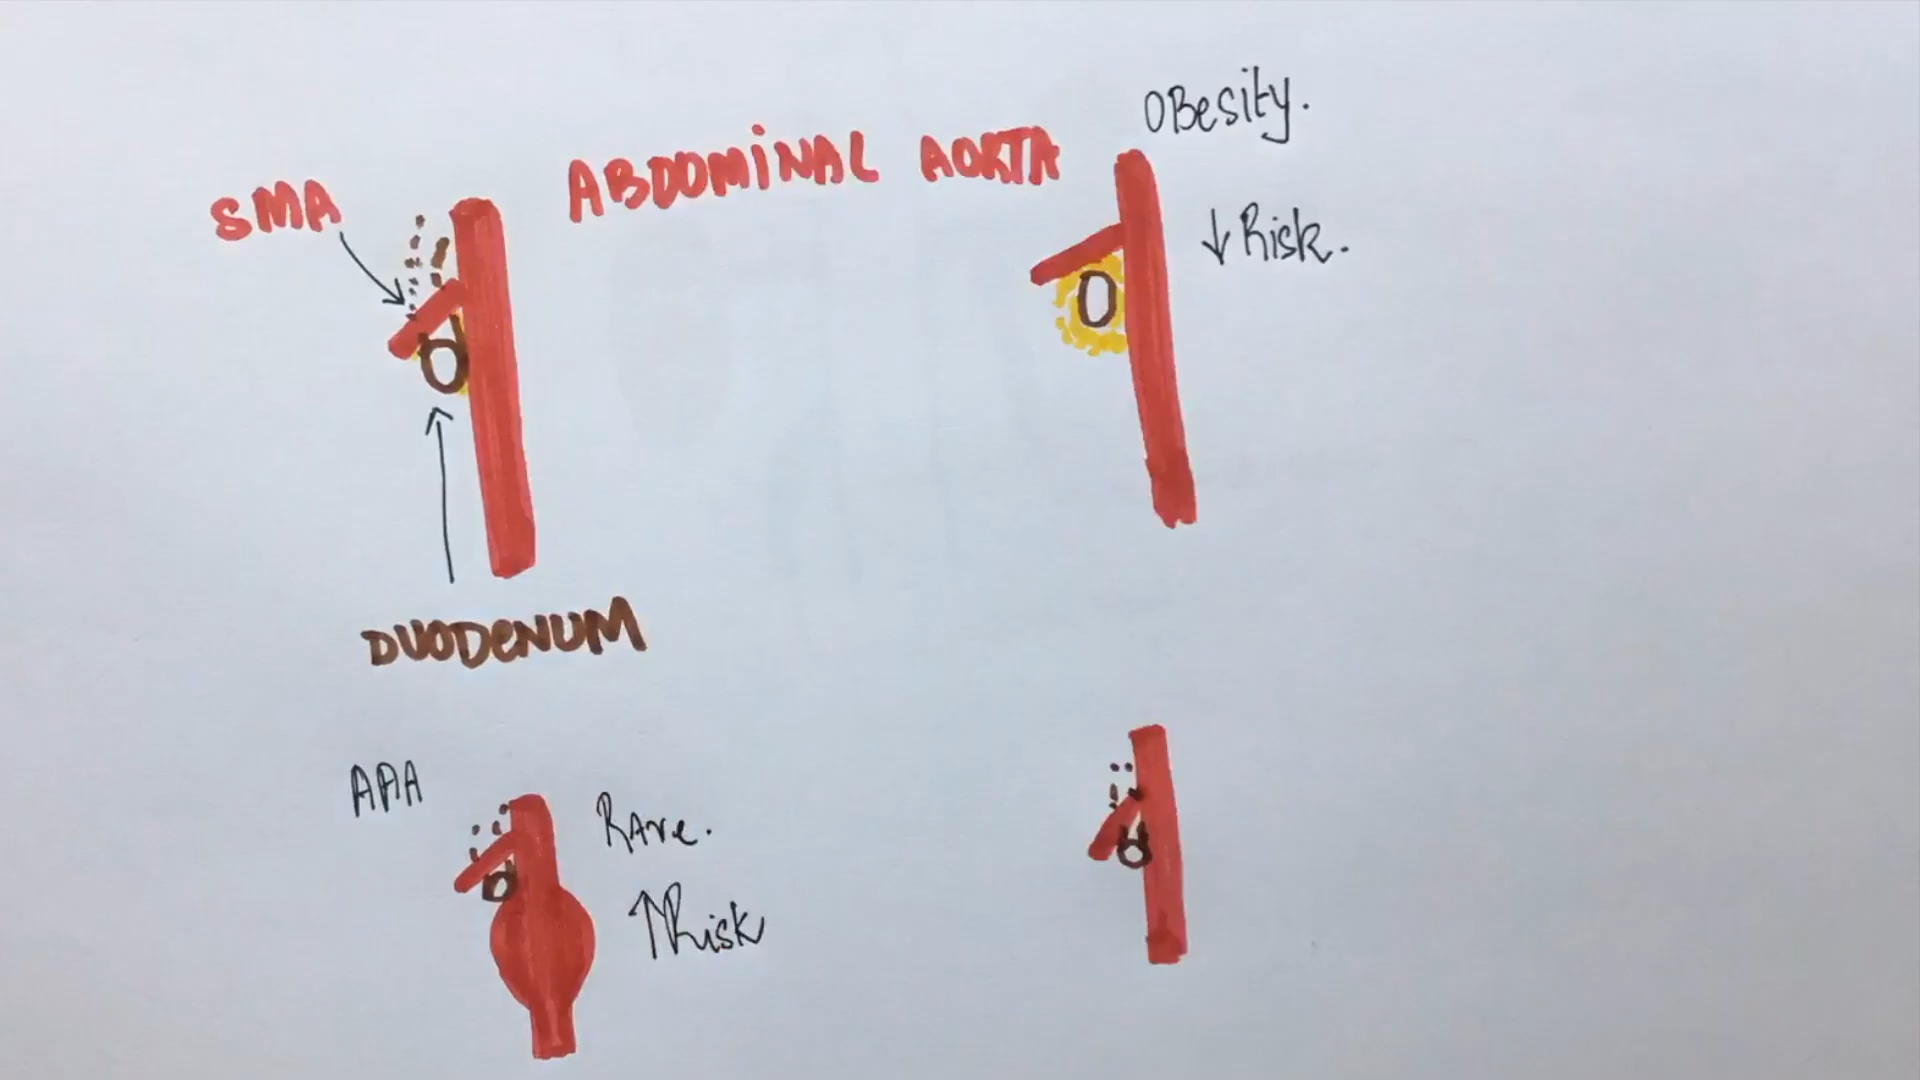 OBesity.
SMA
ABDOMINAL AORTA
↓ Risk.
DUODENUM
AAA
RAre.
↑Risk